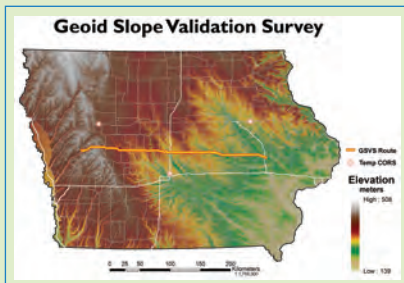 Geoid Slope Validation Survey
GSVS Route
Temp CORS
Elevation
meters
High : 508
Low : 139
0 25 50 100 150 200
Kilometers